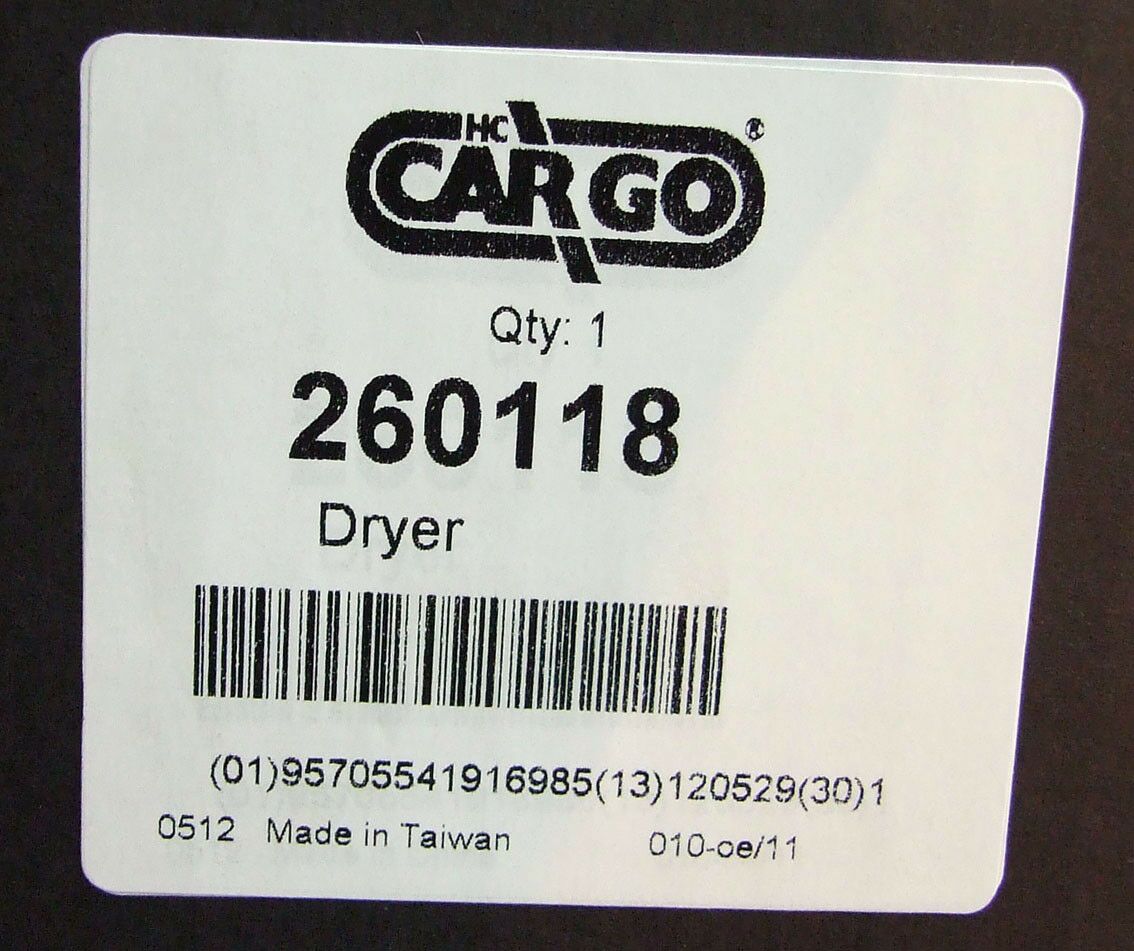 HC
CARGO ®
Qty: 1
260118
Dryer
(01)95705541916985(13)120529(30)1
0512 Made in Taiwan 010-oe/11